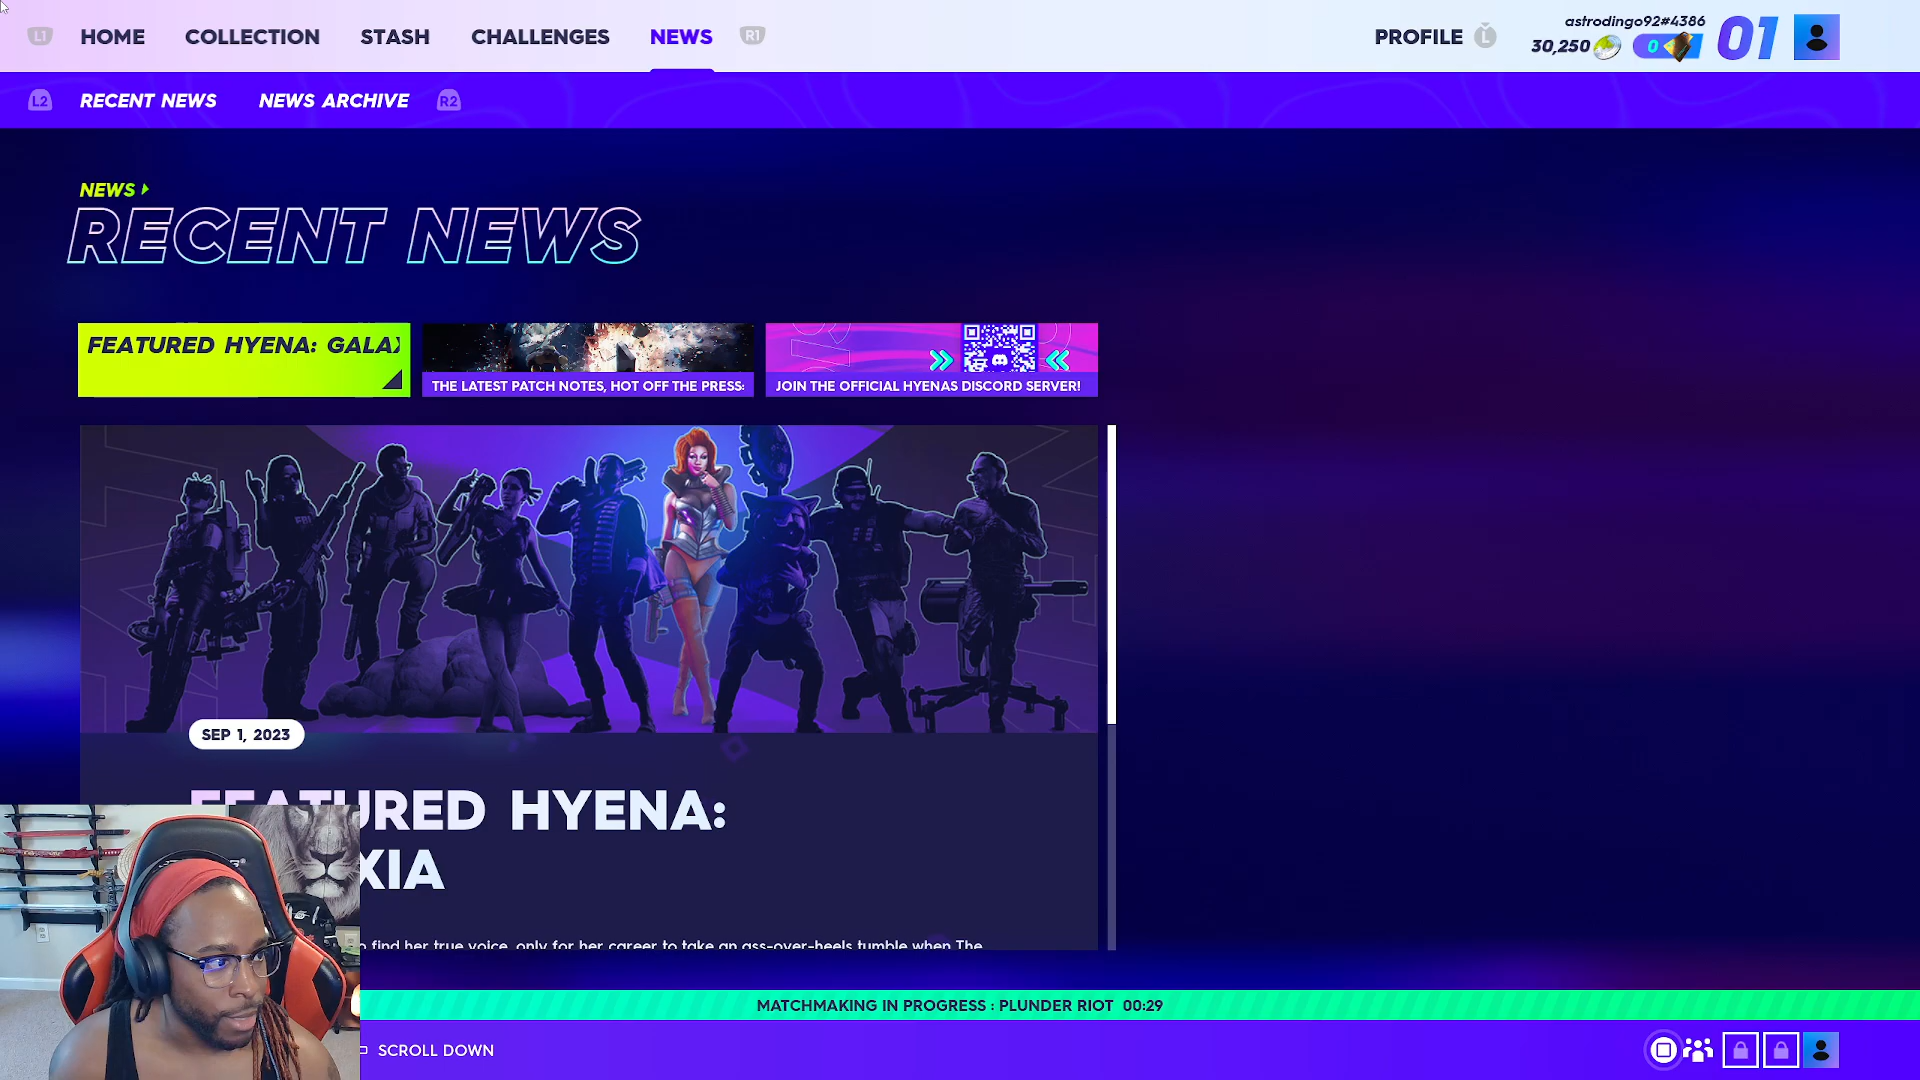 L1 HOME COLLECTION STASH CHALLENGES NEWS R1
PROFILE L
astrodingo92#4386
30,250 0 01
L2 RECENT NEWS NEWS ARCHIVE R2
NEWS
RECENT NEWS
FEATURED HYENA:
THE LATEST PATCH NOTES, HOT OFF THE PRESS:
JOIN THE OFFICIAL HYENAS DISCORD SERVER!
SEP 1, 2023
FEATURED HYENA:
XIA
find her true voice, only for her career to take an ass-over-heels tumble when The
MATCHMAKING IN PROGRESS : PLUNDER RIOT 00:29
SCROLL DOWN